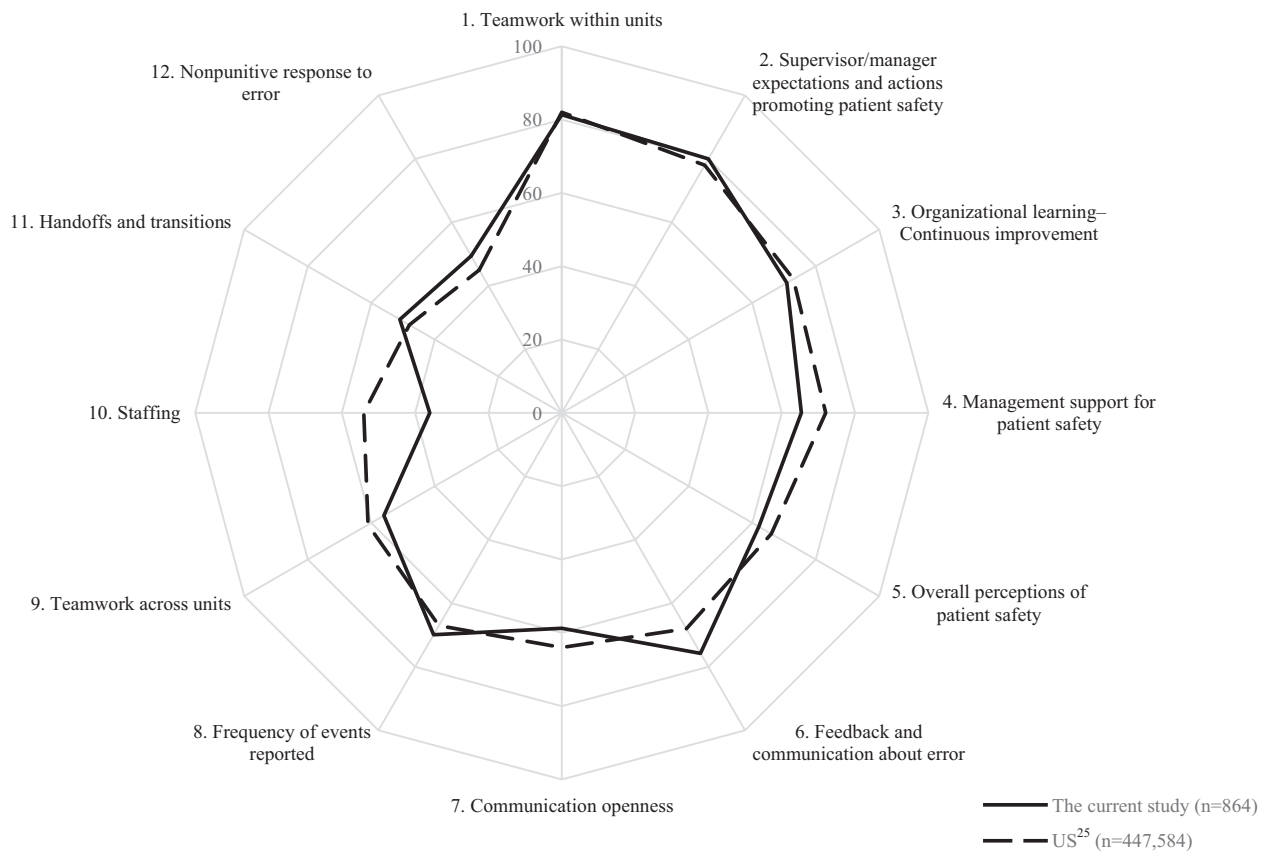 1. Teamwork within units
100
12. Nonpunitive response to
error
2. Supervisor/manager
expectations and actions
promoting patient safety
80
60
11. Handoffs and transitions
3. Organizational learning–
Continuous improvement
40
20
10. Staffing
0
4. Management support for
patient safety
9. Teamwork across units
5. Overall perceptions of
patient safety
8. Frequency of events
reported
6. Feedback and
communication about error
7. Communication openness
The current study (n=864)
US25 (n=447,584)